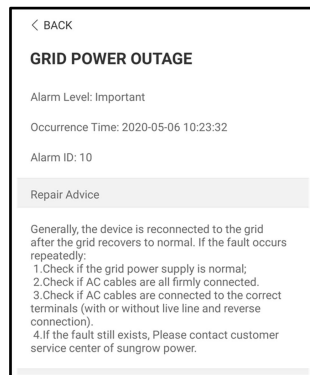 < BACK
GRID POWER OUTAGE
Alarm Level: Important
Occurrence Time: 2020-05-06 10:23:32
Alarm ID: 10
Repair Advice
Generally, the device is reconnected to the grid
after the grid recovers to normal. If the fault occurs
repeatedly:
1.Check if the grid power supply is normal;
2.Check if AC cables are all firmly connected.
3.Check if AC cables are connected to the correct
terminals (with or without live line and reverse
connection).
4.If the fault still exists, Please contact customer
service center of sungrow power.